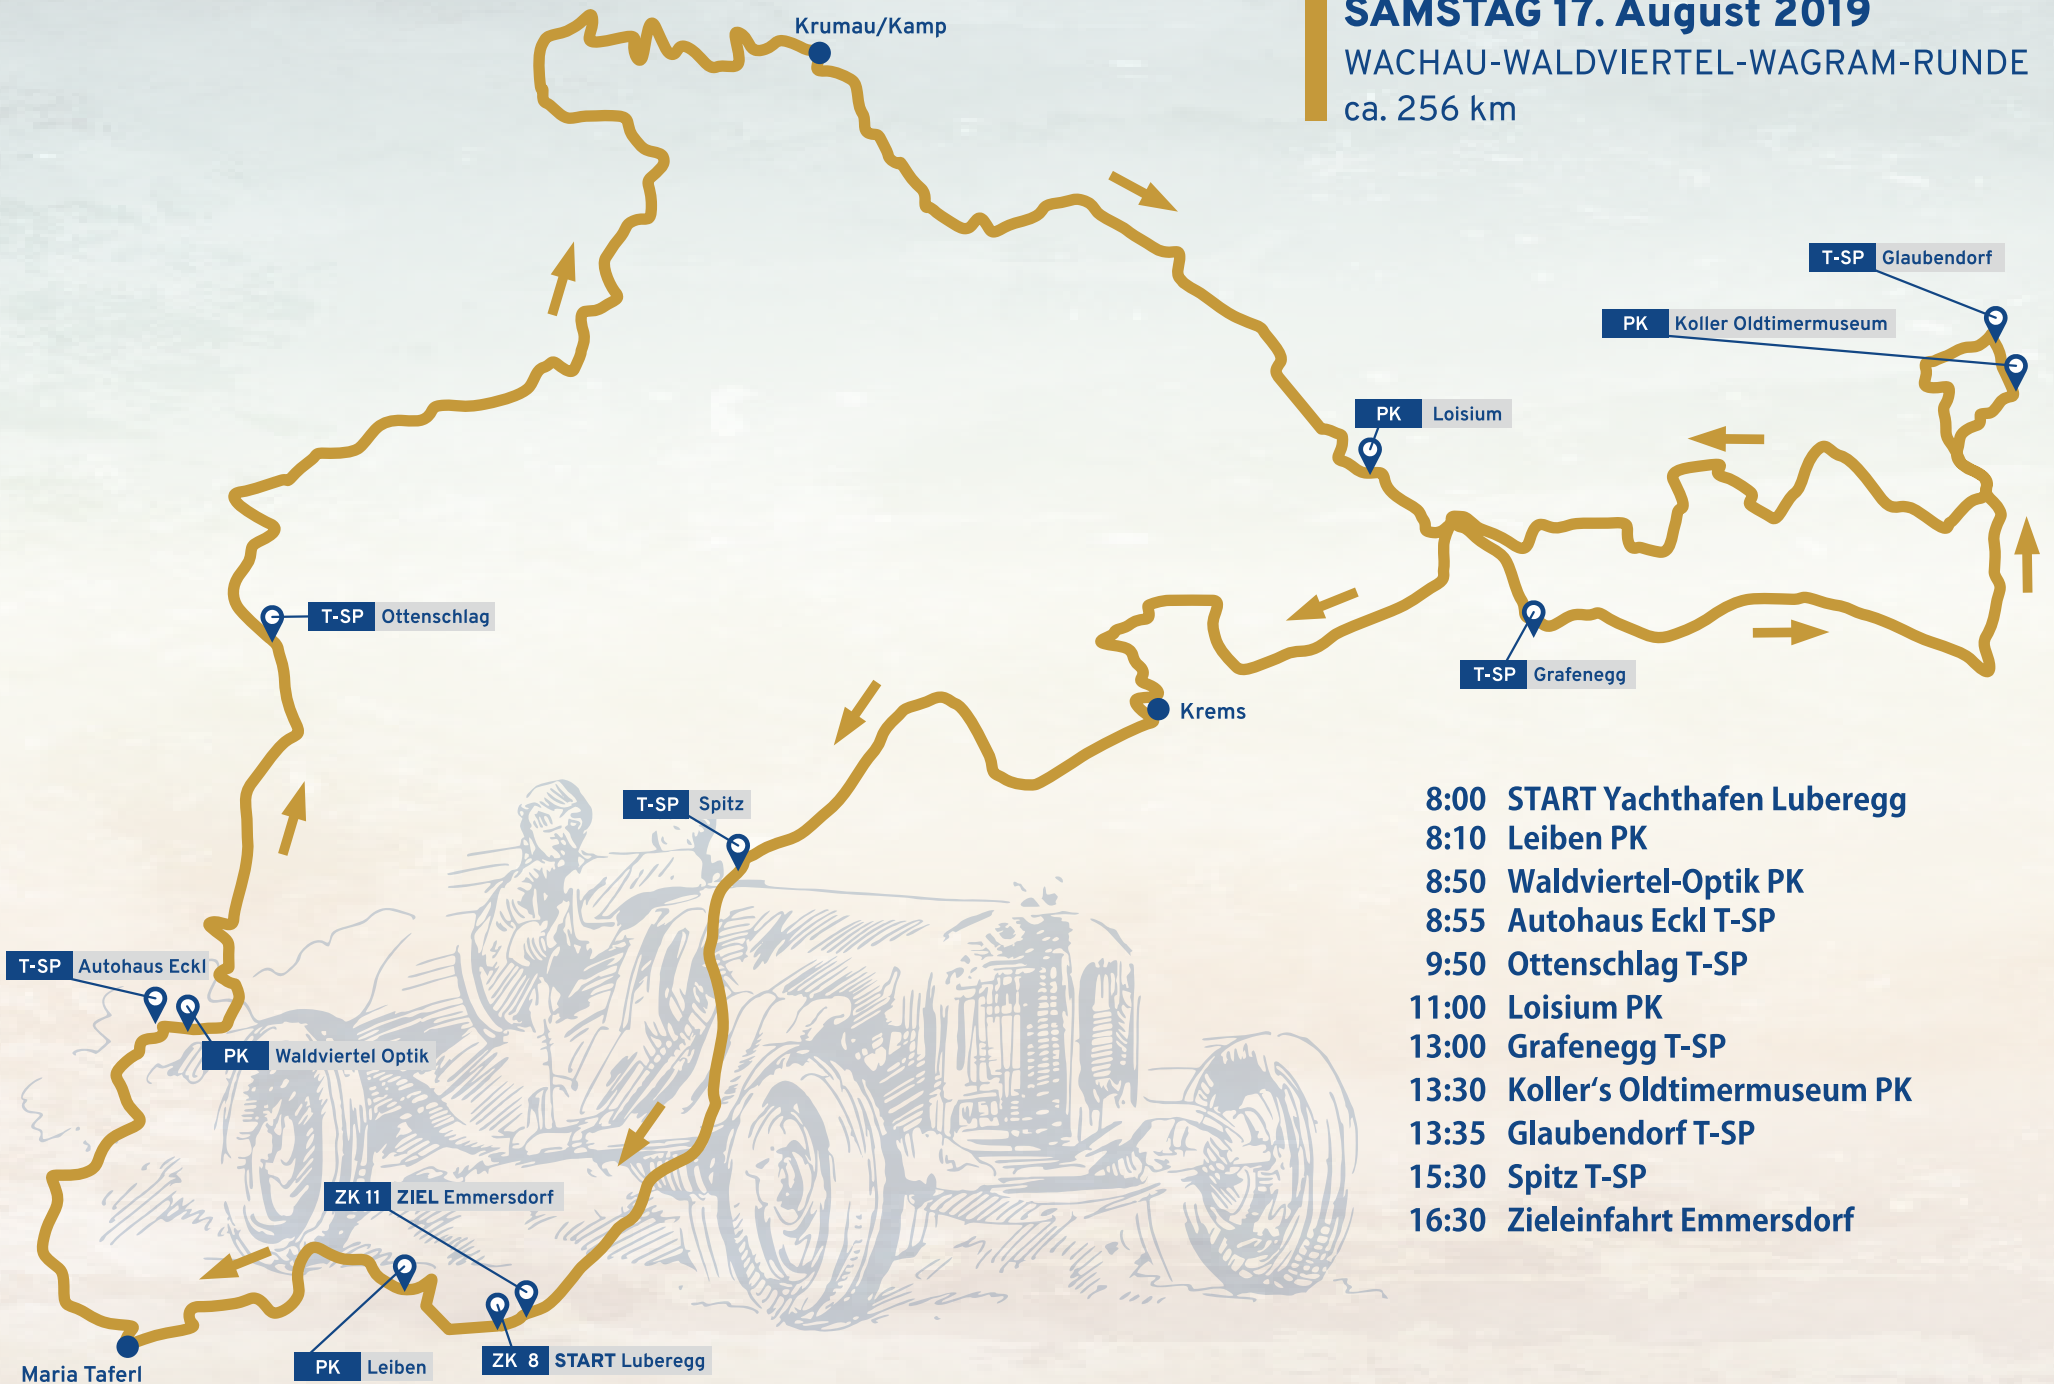 SAMSTAG 17. August 2019
WACHAU-WALDVIERTEL-WAGRAM-RUNDE
ca. 256 km
Krumau/Kamp
T-SP Glaubendorf
PK Koller Oldtimermuseum
PK Loisium
T-SP Ottenschlag
T-SP Grafenegg
Krems
T-SP Spitz
T-SP Autohaus Eckl
PK Waldviertel Optik
ZK 11 ZIEL Emmersdorf
PK Leiben
ZK 8 START Luberegg
Maria Taferl
8:00 START Yachthafen Luberegg
8:10 Leiben PK
8:50 Waldviertel-Optik PK
8:55 Autohaus Eckl T-SP
9:50 Ottenschlag T-SP
11:00 Loisium PK
13:00 Grafenegg T-SP
13:30 Koller‘s Oldtimermuseum PK
13:35 Glaubendorf T-SP
15:30 Spitz T-SP
16:30 Zieleinfahrt Emmersdorf